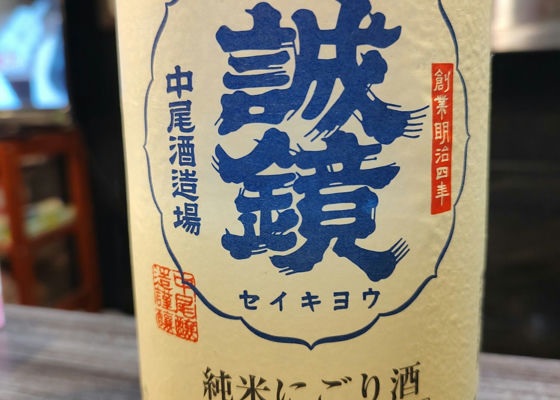 誠鏡
セイキヨウ
創業明治四年
中尾酒造場
純米にごり酒